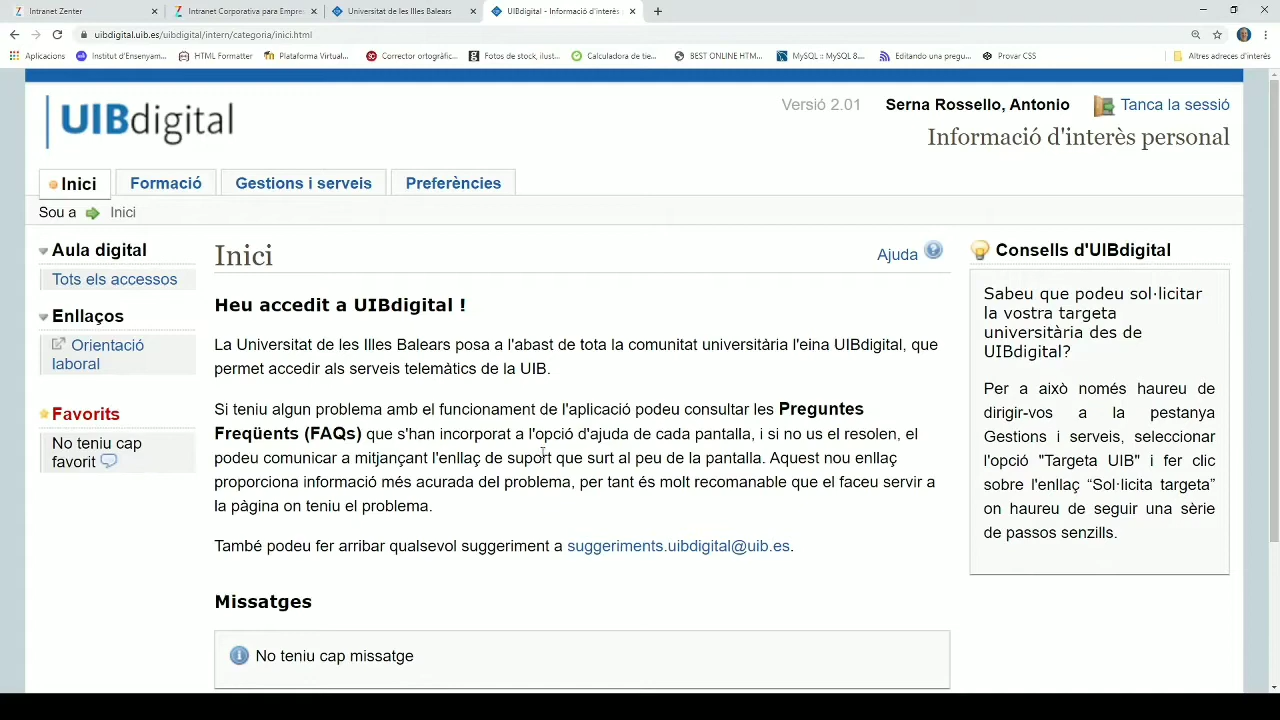 Intranet Zenter
Intranet Corporativa para Empre
Universitat de les Illes Balears
UIBdigital - Informació d'interès
uibdigital.uib.es/uibdigital/intern/categoria/inici.html
Aplicaciones
Institut d'Ensenyam...
HTML Formatter
Plataforma Virtual...
Corrector ortogràfic...
Fotos de stock, ilust...
Calculadora de tie...
BEST ONLINE HTM...
MySQL :: MySQL 8....
Editando una pregu...
Provar CSS
Altres adreces d'interés
UIBdigital
Versió 2.01
Serna Rossello, Antonio
Tanca la sessió
Informació d'interès personal
Inici
Formació
Gestions i serveis
Preferències
Sou a
Inici
Aula digital
Tots els accessos
Enllaços
Orientació
laboral
Favorits
No teniu cap
favorit
Inici
Ajuda
Heu accedit a UIBdigital !
La Universitat de les Illes Balears posa a l'abast de tota la comunitat universitària l'eina UIBdigital, que
permet accedir als serveis telemàtics de la UIB.
Si teniu algun problema amb el funcionament de l'aplicació podeu consultar les Preguntes
Freqüents (FAQs) que s'han incorporat a l'opció d'ajuda de cada pantalla, i si no us el resolen, el
podeu comunicar a mitjançant l'enllaç de suport que surt al peu de la pantalla. Aquest nou enllaç
proporciona informació més acurada del problema, per tant és molt recomanable que el faceu servir a
la pàgina on teniu el problema.
També podeu fer arribar qualsevol suggeriment a suggeriments.uibdigital@uib.es.
Missatges
No teniu cap missatge
Consells d'UIBdigital
Sabeu que podeu sol·licitar
la vostra targeta
universitària des de
UIBdigital?
Per a això només haureu de
dirigir-vos a la pestanya
Gestions i serveis, seleccionar
l'opció "Targeta UIB" i fer clic
sobre l'enllaç “Sol·licita targeta”
on haureu de seguir una sèrie
de passos senzills.